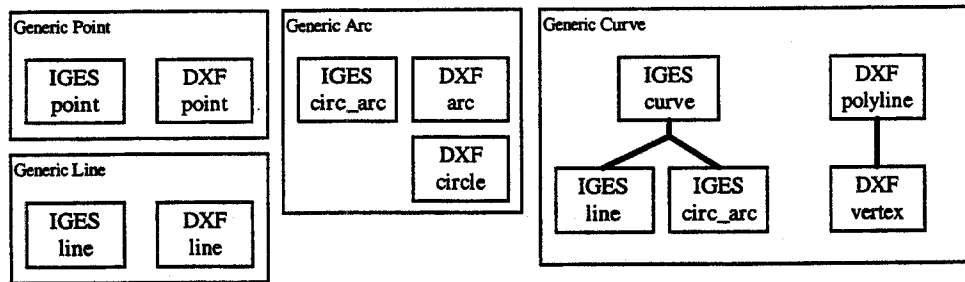 Generic Point
IGES
point
DXF
point
Generic Line
IGES
line
DXF
line
Generic Arc
IGES
circ_arc
DXF
arc
DXF
circle
Generic Curve
IGES
curve
DXF
polyline
IGES
line
IGES
circ_arc
DXF
vertex